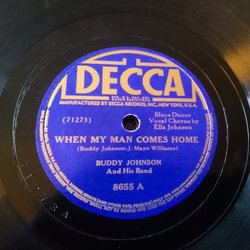 DECCA
MANUFACTURED BY DECCA RECORDS, INC., NEW YORK, U.S.A.
(71273)
Blues Dance
Vocal Chorus by
Ella Johnson
WHEN MY MAN COMES HOME
(Buddy Johnson-J. Mayo Williams)
BUDDY JOHNSON
And His Band
8655 A